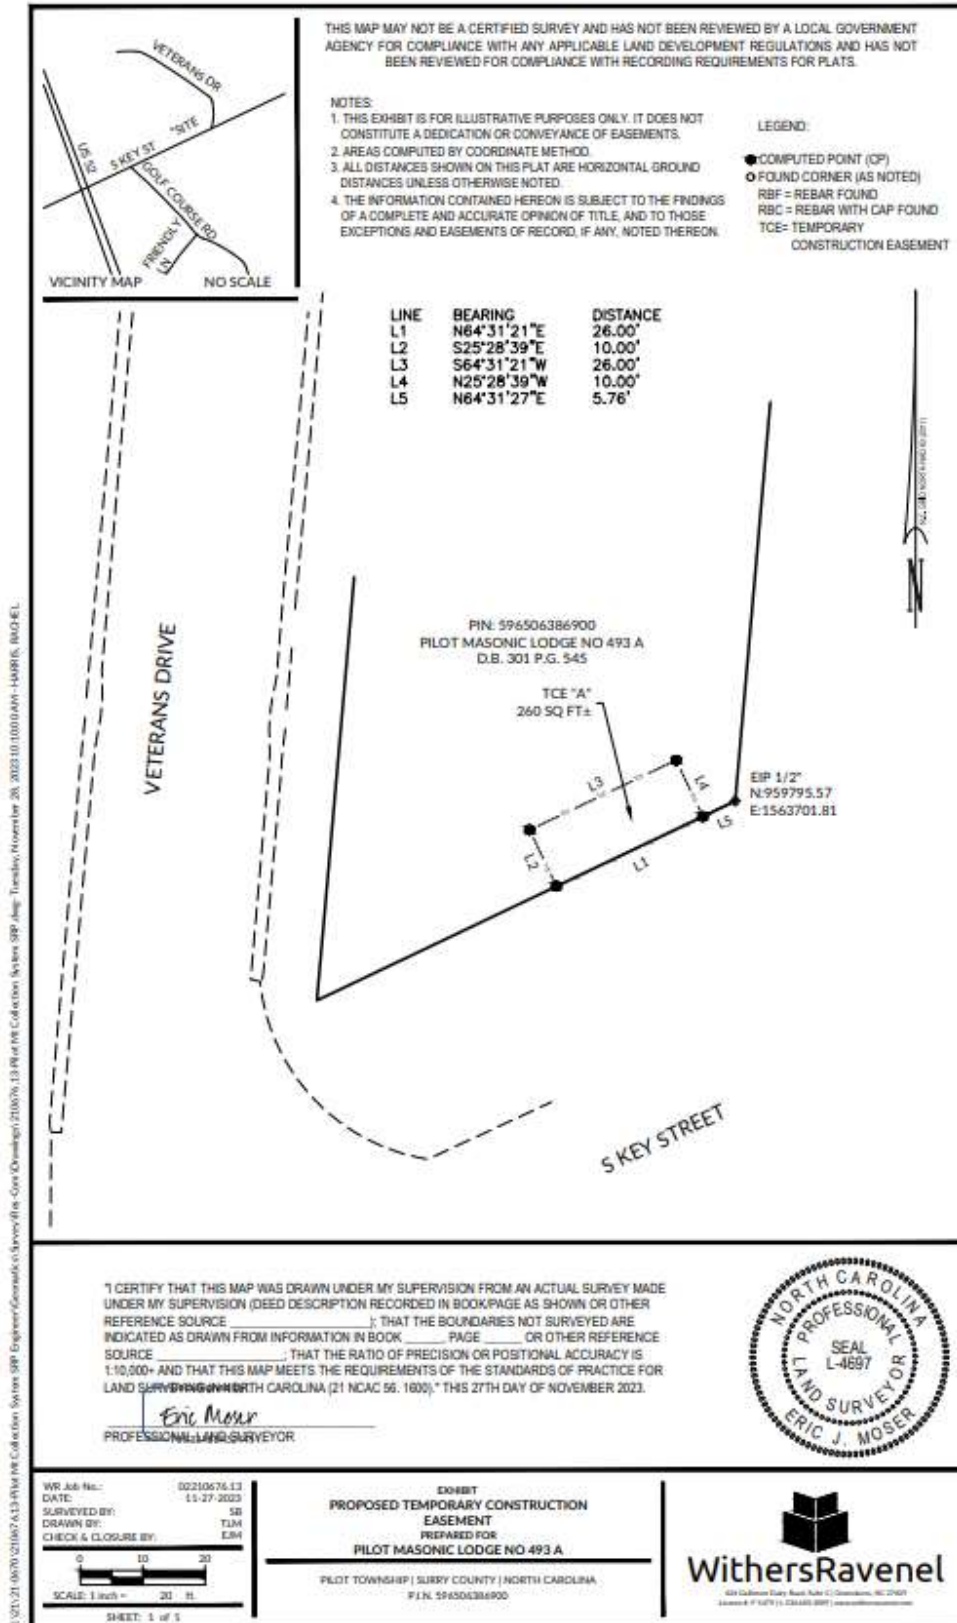 THIS MAP MAY NOT BE A CERTIFIED SURVEY AND HAS NOT BEEN REVIEWED BY A LOCAL GOVERNMENT
AGENCY FOR COMPLIANCE WITH ANY APPLICABLE LAND DEVELOPMENT REGULATIONS AND HAS NOT
BEEN REVIEWED FOR COMPLIANCE WITH RECORDING REQUIREMENTS FOR PLATS.
VETERANS DR
*SITE
S KEY ST
US 52
GOLF COURSE RD
FRIENDLY
LN
VICINITY MAP
NO SCALE
NOTES:
1. THIS EXHIBIT IS FOR ILLUSTRATIVE PURPOSES ONLY. IT DOES NOT
CONSTITUTE A DEDICATION OR CONVEYANCE OF EASEMENTS.
2. AREAS COMPUTED BY COORDINATE METHOD.
3. ALL DISTANCES SHOWN ON THIS PLAT ARE HORIZONTAL GROUND
DISTANCES UNLESS OTHERWISE NOTED.
4. THE INFORMATION CONTAINED HEREON IS SUBJECT TO THE FINDINGS
OF A COMPLETE AND ACCURATE OPINION OF TITLE, AND TO THOSE
EXCEPTIONS AND EASEMENTS OF RECORD, IF ANY, NOTED THEREON.
LEGEND:
COMPUTED POINT (CP)
FOUND CORNER (AS NOTED)
RBF = REBAR FOUND
RBC = REBAR WITH CAP FOUND
TCE= TEMPORARY
CONSTRUCTION EASEMENT
LINE BEARING DISTANCE
L1 N64°31'21"E 26.00'
L2 S25°28'39"E 10.00'
L3 S64°31'21"W 26.00'
L4 N25°28'39"W 10.00'
L5 N64°31'27"E 5.76'
N
VETERANS DRIVE
PIN: 596506386900
PILOT MASONIC LODGE NO 493 A
D.B. 301 P.G. 545
TCE "A"
260 SQ FT±
L3
L4
L2
L1
L5
EIP 1/2"
N:959795.57
E:1563701.81
S KEY STREET
"I CERTIFY THAT THIS MAP WAS DRAWN UNDER MY SUPERVISION FROM AN ACTUAL SURVEY MADE
UNDER MY SUPERVISION (DEED DESCRIPTION RECORDED IN BOOK/PAGE AS SHOWN OR OTHER
REFERENCE SOURCE ____________________); THAT THE BOUNDARIES NOT SURVEYED ARE
INDICATED AS DRAWN FROM INFORMATION IN BOOK ______, PAGE ______ OR OTHER REFERENCE
SOURCE __________________; THAT THE RATIO OF PRECISION OR POSITIONAL ACCURACY IS
1:10,000+ AND THAT THIS MAP MEETS THE REQUIREMENTS OF THE STANDARDS OF PRACTICE FOR
LAND SURVEYING IN NORTH CAROLINA (21 NCAC 56. 1600)." THIS 27TH DAY OF NOVEMBER 2023.
Eric Moser
PROFESSIONAL LAND SURVEYOR
NORTH CAROLINA
PROFESSIONAL
SEAL
L-4697
LAND SURVEYOR
ERIC J. MOSER
WR Job No.: 02210676.13
DATE: 11-27-2023
SURVEYED BY: SB
DRAWN BY: TLM
CHECK & CLOSURE BY: EJM
0 10 20
SCALE: 1 inch = 20 ft.
SHEET: 1 of 1
EXHIBIT
PROPOSED TEMPORARY CONSTRUCTION
EASEMENT
PREPARED FOR
PILOT MASONIC LODGE NO 493 A
PILOT TOWNSHIP | SURRY COUNTY | NORTH CAROLINA
P.I.N. 596506386900
WithersRavenel